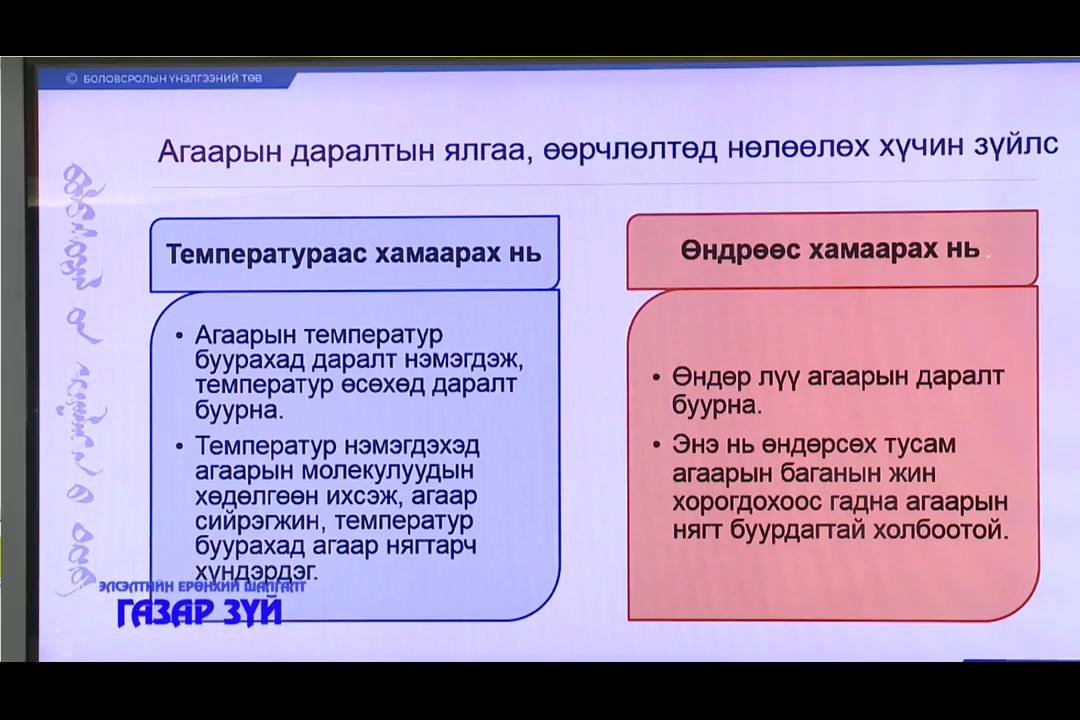 © БОЛОВСРОЛЫН ҮНЭЛГЭЭНИЙ ТӨВ
Агаарын даралтын ялгаа, өөрчлөлтөд нөлөөлөх хүчин зүйлс
Температураас хамаарах нь
• Агаарын температур
буурахад даралт нэмэгдэж,
температур өсөхөд даралт
буурна.
• Температур нэмэгдэхэд
агаарын молекулуудын
хөдөлгөөн ихсэж, агаар
сийрэгжин, температур
буурахад агаар нягтарч
хүндэрдэг.
Өндрөөс хамаарах нь
• Өндөр лүү агаарын даралт
буурна.
• Энэ нь өндөрсөх тусам
агаарын баганын жин
хорогдохоос гадна агаарын
нягт буурдагтай холбоотой.
ЭЛСЭЛТИЙН ЕРӨНХИЙ ШАЛГАЛТ
ГАЗАР ЗҮЙ